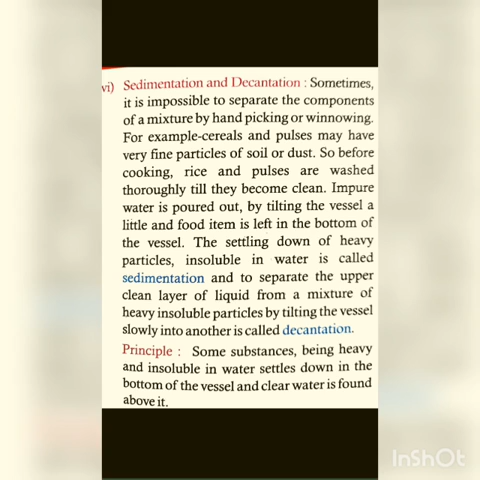 vi) Sedimentation and Decantation : Sometimes,
it is impossible to separate the components
of a mixture by hand picking or winnowing.
For example-cereals and pulses may have
very fine particles of soil or dust. So before
cooking, rice and pulses are washed
thoroughly till they become clean. Impure
water is poured out, by tilting the vessel a
little and food item is left in the bottom of
the vessel. The settling down of heavy
particles, insoluble in water is called
sedimentation and to separate the upper
clean layer of liquid from a mixture of
heavy insoluble particles by tilting the vessel
slowly into another is called decantation.
Principle : Some substances, being heavy
and insoluble in water settles down in the
bottom of the vessel and clear water is found
above it.
InShOt